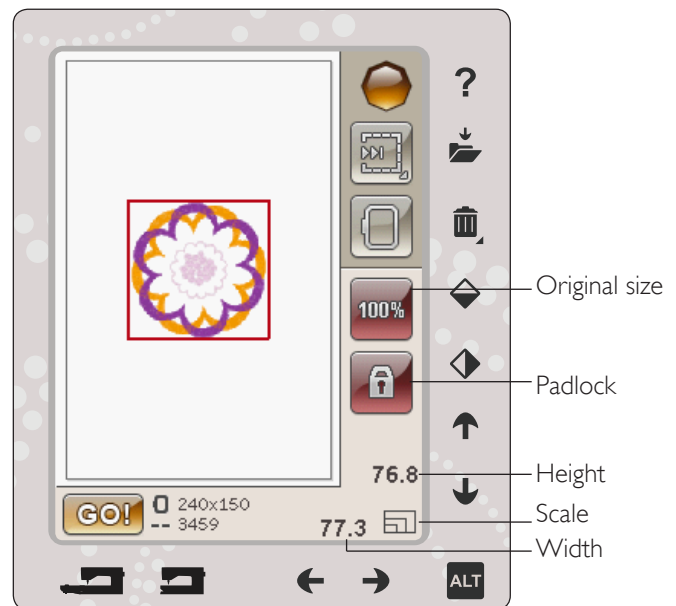 ?
Original size
100%
Padlock
76.8
Height
GO!
240x150
-- 3459
77.3
Scale
Width
ALT